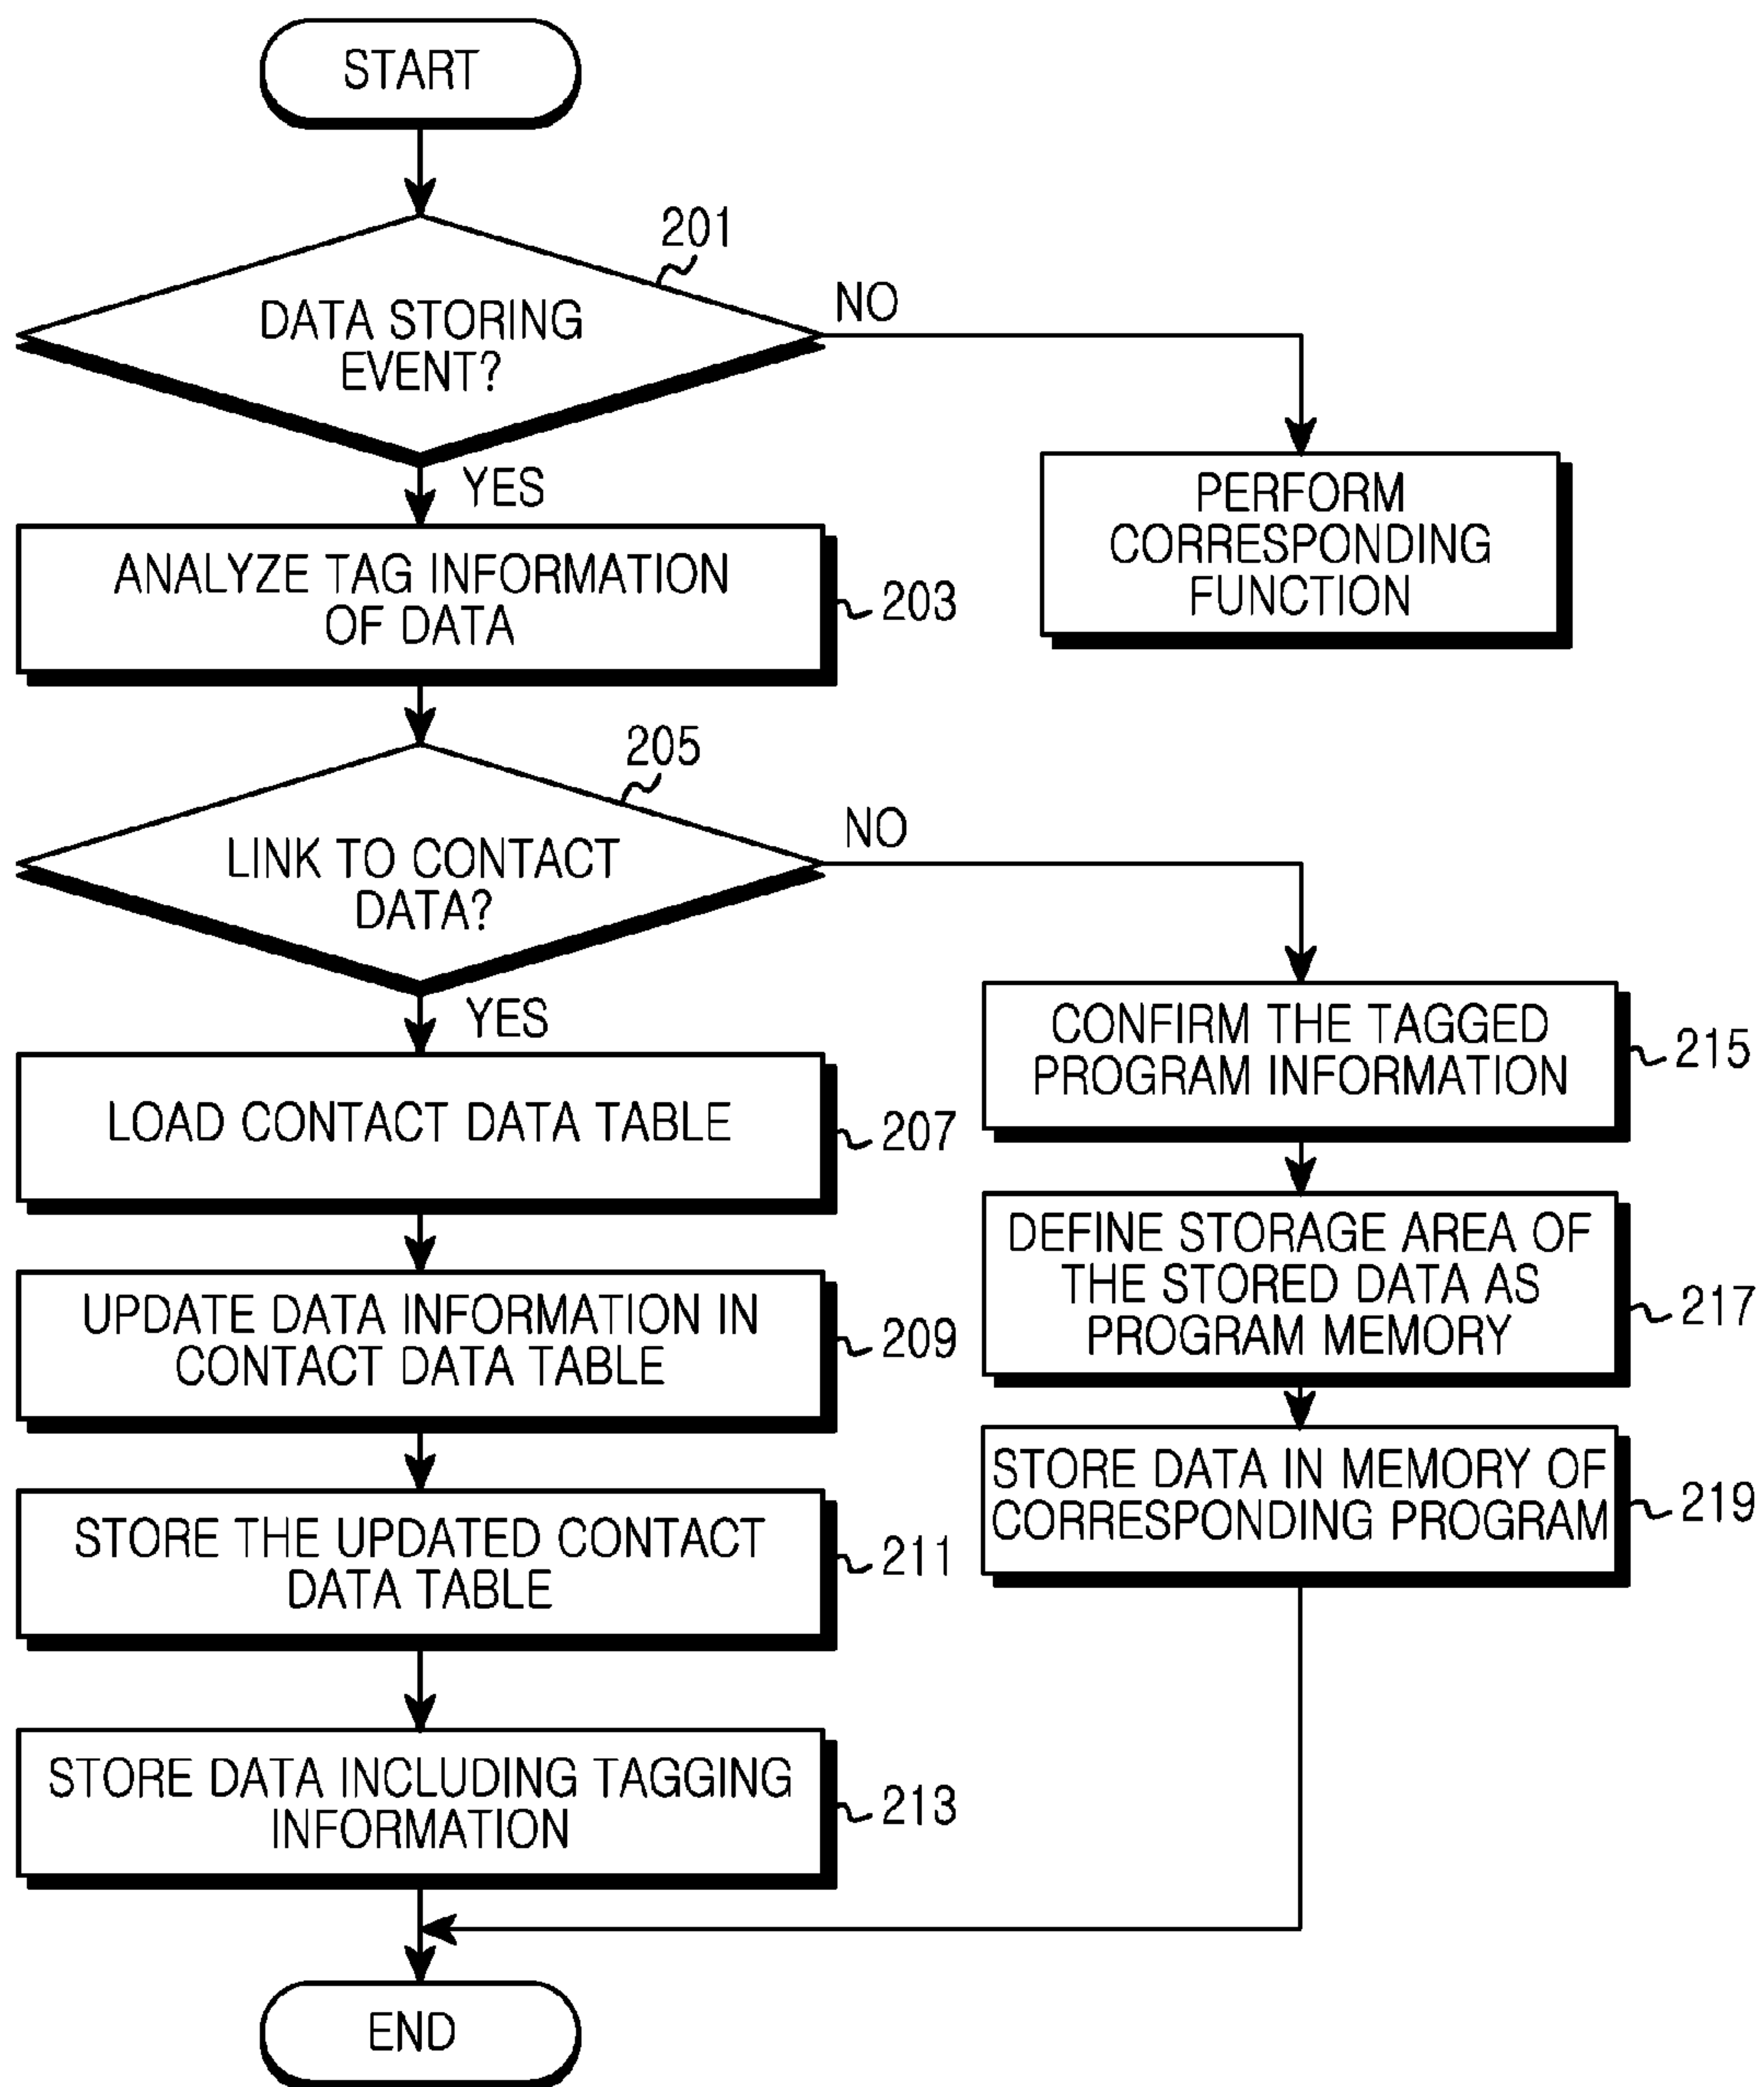 START
201
DATA STORING
EVENT?
NO
YES
PERFORM
CORRESPONDING
FUNCTION
ANALYZE TAG INFORMATION
OF DATA
203
205
LINK TO CONTACT
DATA?
NO
YES
LOAD CONTACT DATA TABLE
207
UPDATE DATA INFORMATION IN
CONTACT DATA TABLE
209
STORE THE UPDATED CONTACT
DATA TABLE
211
STORE DATA INCLUDING TAGGING
INFORMATION
213
CONFIRM THE TAGGED
PROGRAM INFORMATION
215
DEFINE STORAGE AREA OF
THE STORED DATA AS
PROGRAM MEMORY
217
STORE DATA IN MEMORY OF
CORRESPONDING PROGRAM
219
END